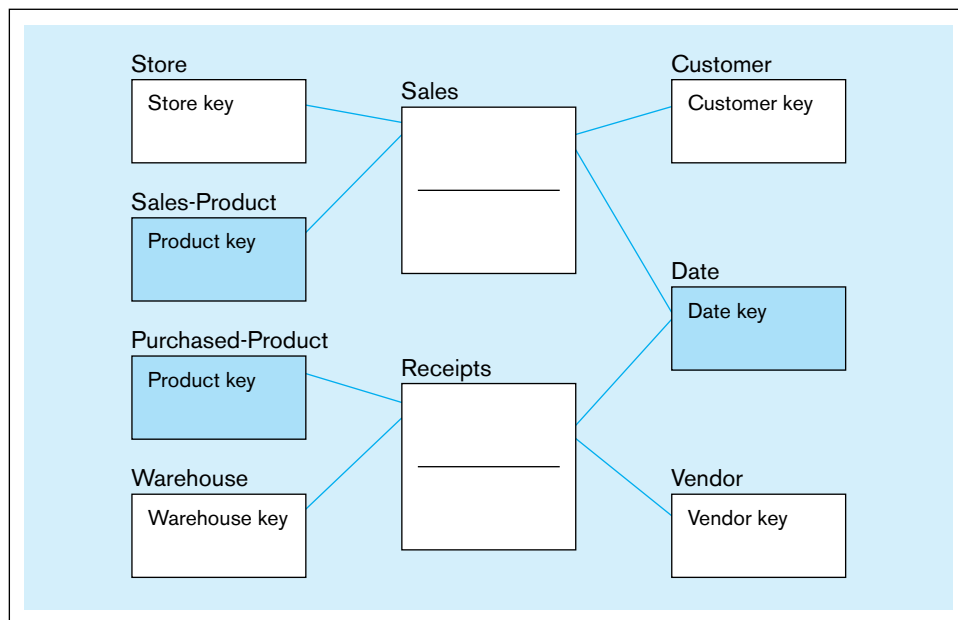 Store
Store key
Sales-Product
Product key
Purchased-Product
Product key
Warehouse
Warehouse key
Sales
Receipts
Customer
Customer key
Date
Date key
Vendor
Vendor key